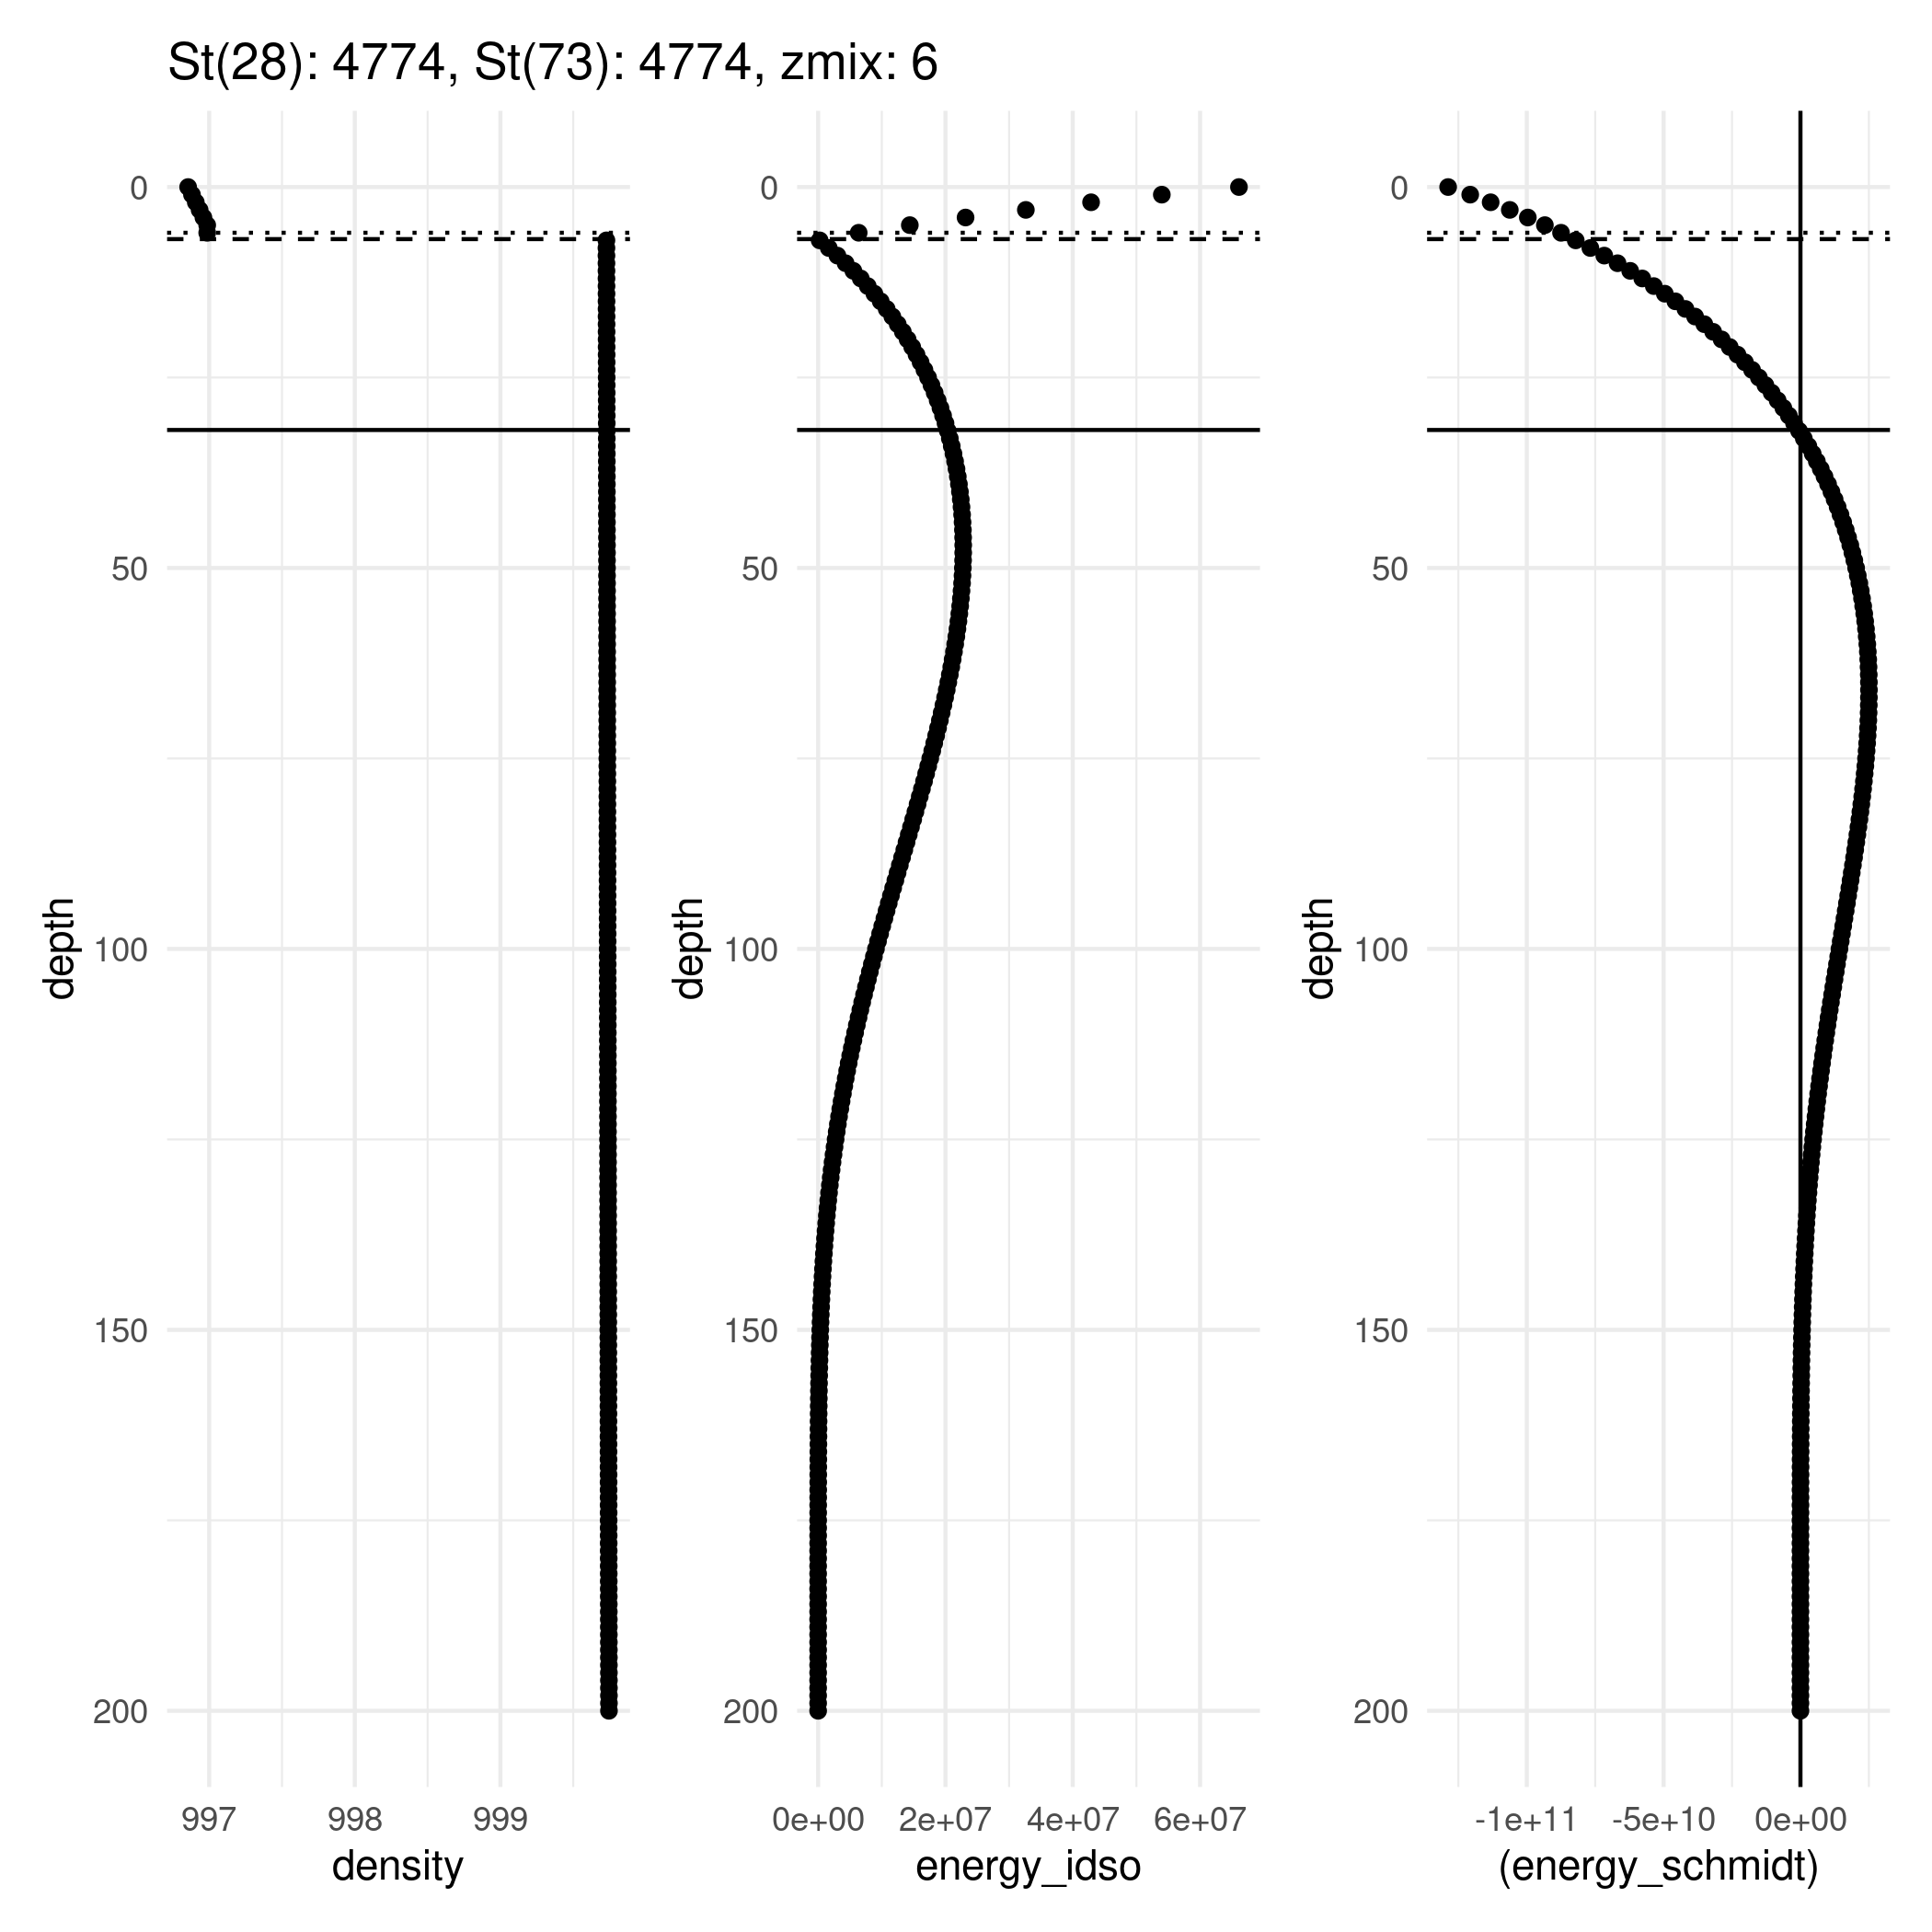 St(28): 4774, St(73): 4774, zmix: 6
0
50
100
150
200
depth
997
998
999
density
0
50
100
150
200
depth
0e+00
2e+07
4e+07
6e+07
energy_idso
0
50
100
150
200
depth
-1e+11
-5e+10
0e+00
(energy_schmidt)